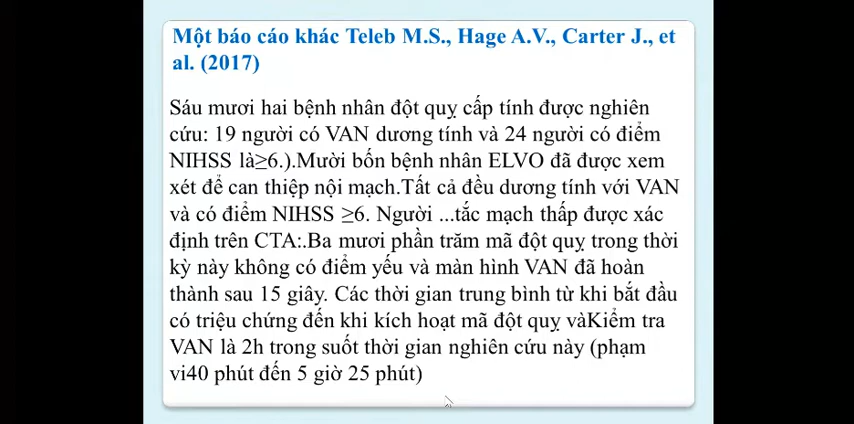 Một báo cáo khác Teleb M.S., Hage A.V., Carter J., et
al. (2017)
Sáu mươi hai bệnh nhân đột quỵ cấp tính được nghiên
cứu: 19 người có VAN dương tính và 24 người có điểm
NIHSS là≥6.).Mười bốn bệnh nhân ELVO đã được xem
xét để can thiệp nội mạch.Tất cả đều dương tính với VAN
và có điểm NIHSS ≥6. Người ...tắc mạch thấp được xác
định trên CTA:.Ba mươi phần trăm mã đột quỵ trong thời
kỳ này không có điểm yếu và màn hình VAN đã hoàn
thành sau 15 giây. Các thời gian trung bình từ khi bắt đầu
có triệu chứng đến khi kích hoạt mã đột quỵ vàKiểm tra
VAN là 2h trong suốt thời gian nghiên cứu này (phạm
vi40 phút đến 5 giờ 25 phút)